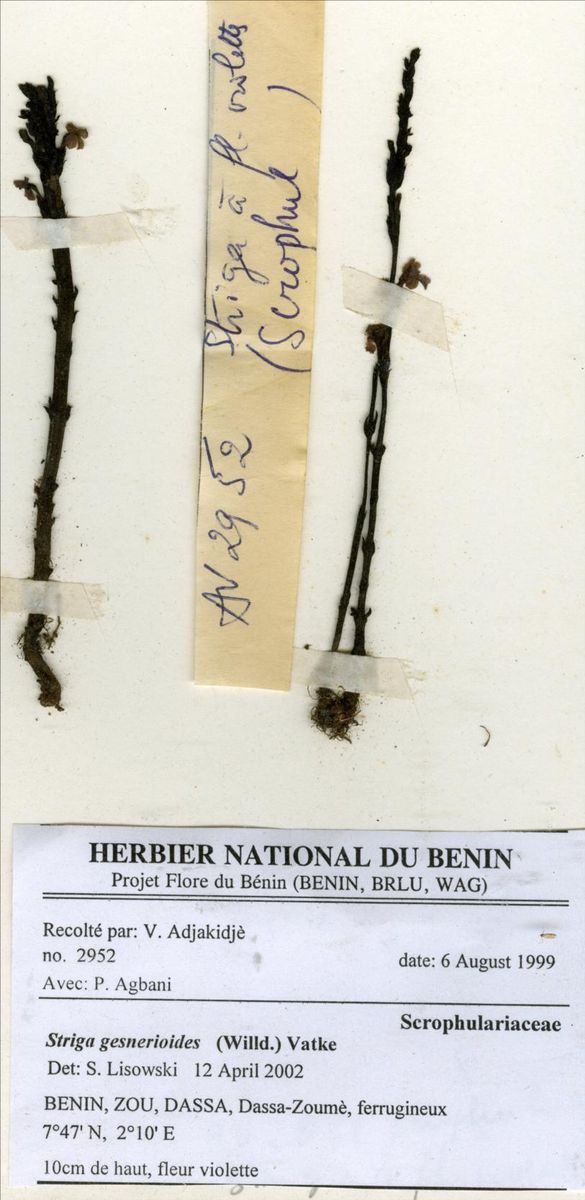 AV 2952 Striga à fl. violette
(Scrophul )
HERBIER NATIONAL DU BENIN
Projet Flore du Bénin (BENIN, BRLU, WAG)
Recolté par: V. Adjakidjè
no. 2952 date: 6 August 1999
Avec: P. Agbani
Scrophulariaceae
Striga gesnerioides (Willd.) Vatke
Det: S. Lisowski 12 April 2002
BENIN, ZOU, DASSA, Dassa-Zoumè, ferrugineux
7°47' N, 2°10' E
10cm de haut, fleur violette